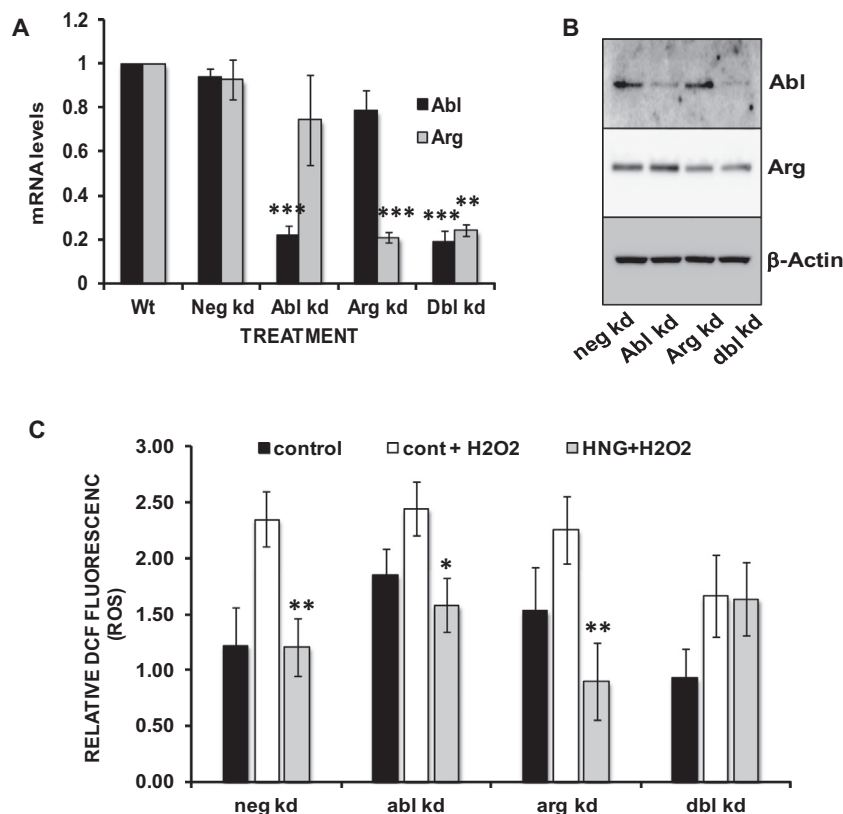 A
1.2
1
0.8
0.6
0.4
0.2
0
mRNA levels
Abl
Arg
***
***
***
**
Wt
Neg kd
Abl kd
Arg kd
Dbl kd
TREATMENT
B
Abl
Arg
β-Actin
neg kd
Abl kd
Arg kd
dbl kd
C
3.00
2.50
2.00
1.50
1.00
0.50
0.00
RELATIVE DCF FLUORESCENC
(ROS)
control
cont + H2O2
HNG+H2O2
**
*
**
neg kd
abl kd
arg kd
dbl kd